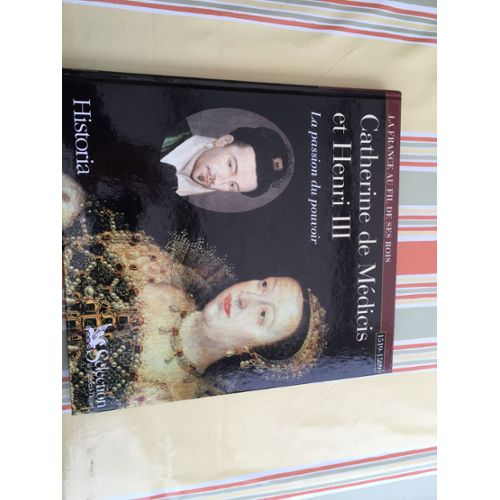 LA FRANCE AU FIL DE SES ROIS
Catherine de Médicis
et Henri III
1519-1589
La passion du pouvoir
Historia
Sélection